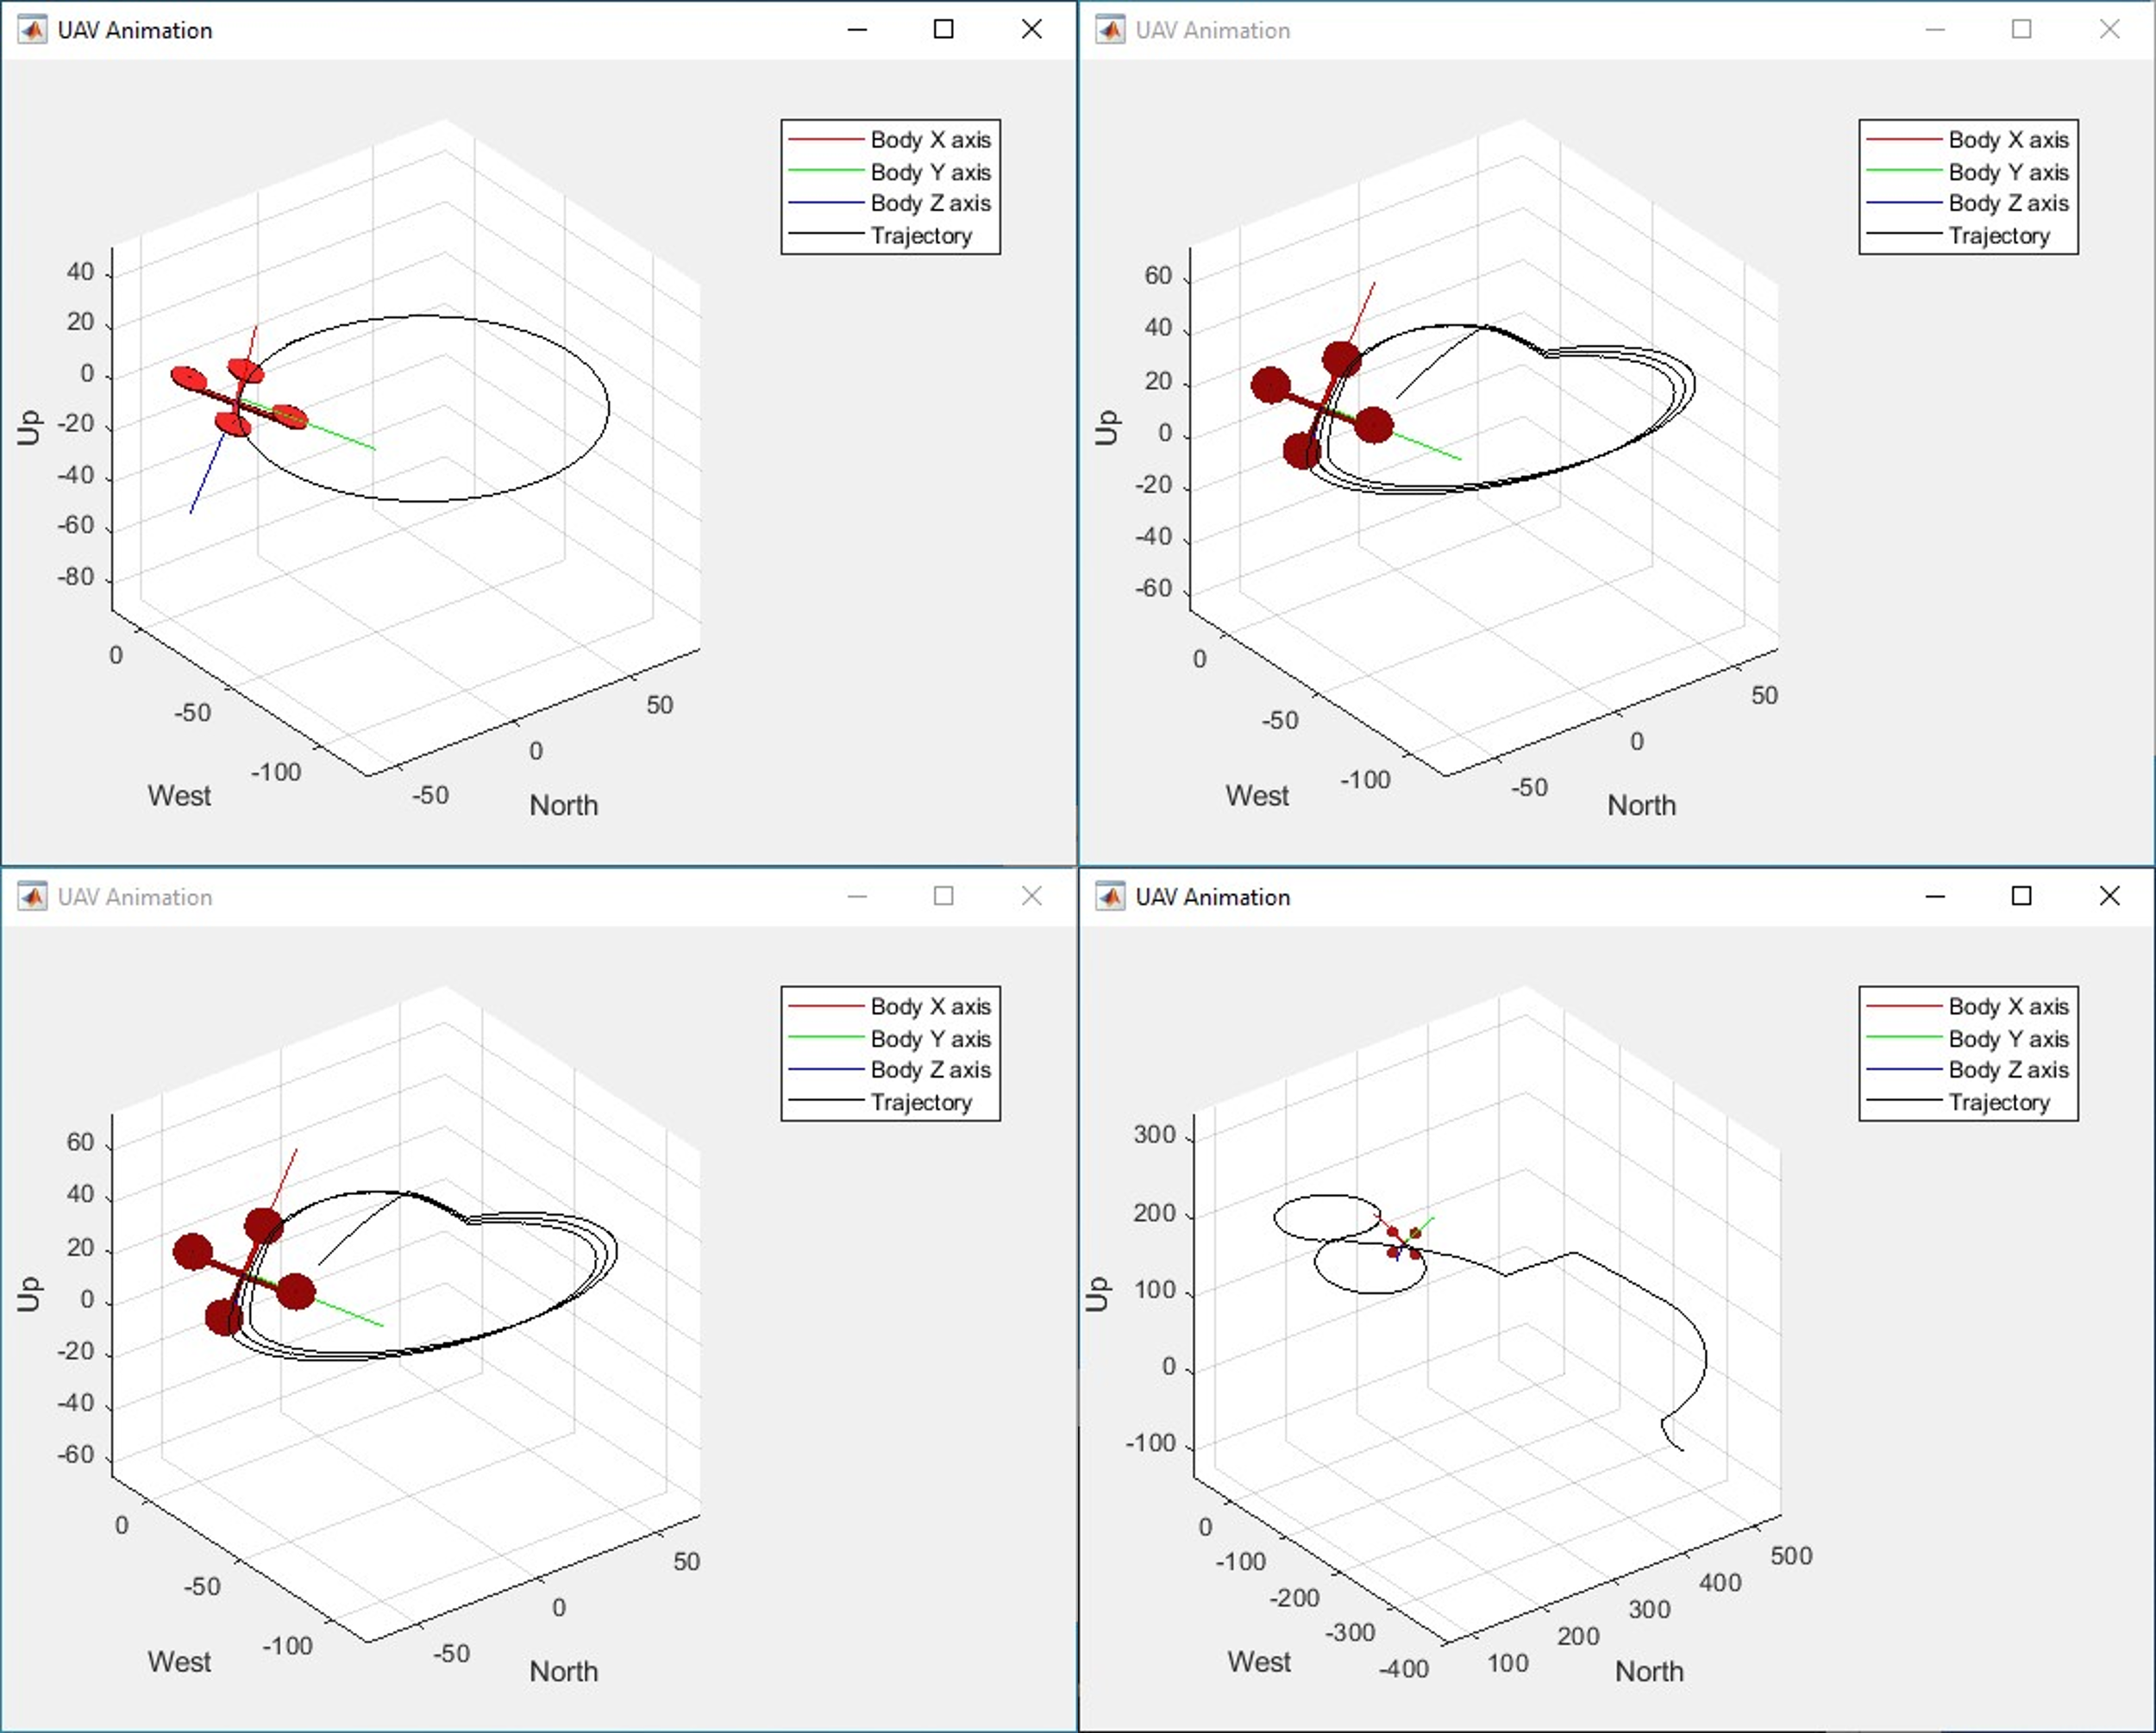 UAV Animation
Body X axis
Body Y axis
Body Z axis
Trajectory
40
20
0
-20
-40
-60
-80
Up
0
-50
-100
West
-50
0
50
North
UAV Animation
Body X axis
Body Y axis
Body Z axis
Trajectory
60
40
20
0
-20
-40
-60
Up
0
-50
-100
West
-50
0
50
North
UAV Animation
Body X axis
Body Y axis
Body Z axis
Trajectory
60
40
20
0
-20
-40
-60
Up
0
-50
-100
West
-50
0
50
North
UAV Animation
Body X axis
Body Y axis
Body Z axis
Trajectory
300
200
100
0
-100
Up
0
-100
-200
-300
-400
West
100
200
300
400
500
North